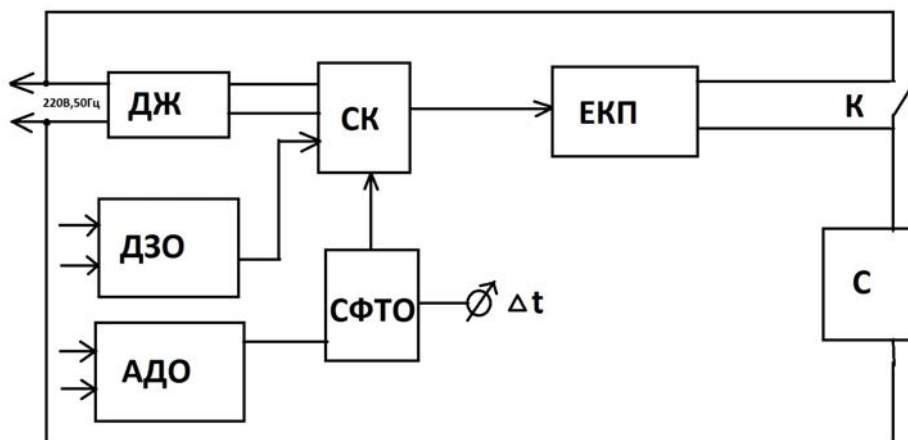 220В,50Гц
ДЖ
СК
ЕКП
К
ДЗО
СФТО
Δt
С
АДО